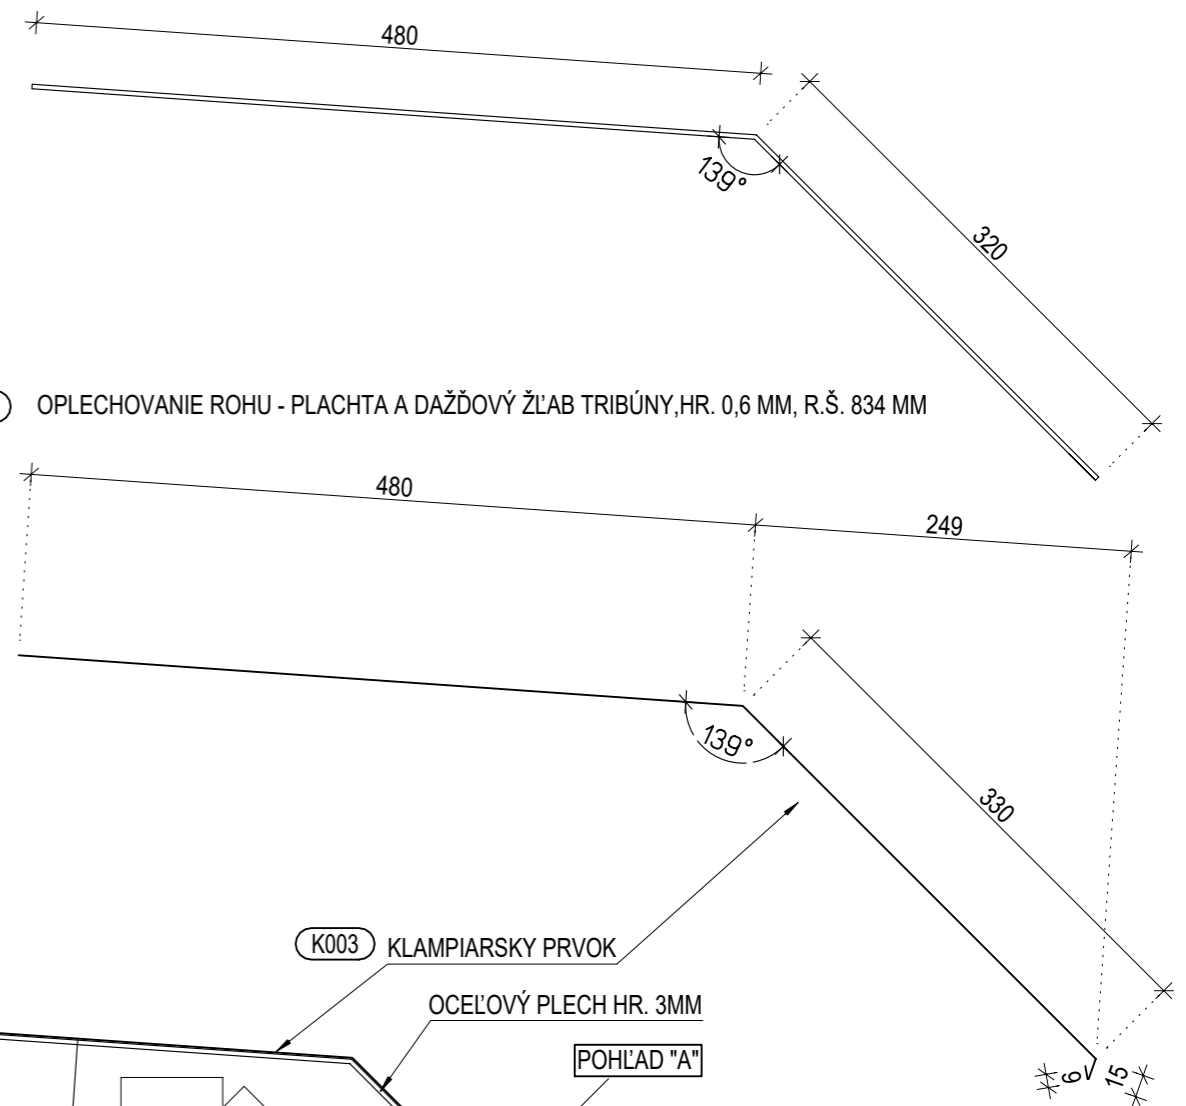 480
139°
320
OPLECHOVANIE ROHU - PLACHTA A DAŽĎOVÝ ŽĽAB TRIBÚNY,HR. 0,6 MM, R.Š. 834 MM
480
249
139°
330
K003 KLAMPIARSKY PRVOK
OCEĽOVÝ PLECH HR. 3MM
POHĽAD "A"
6
15